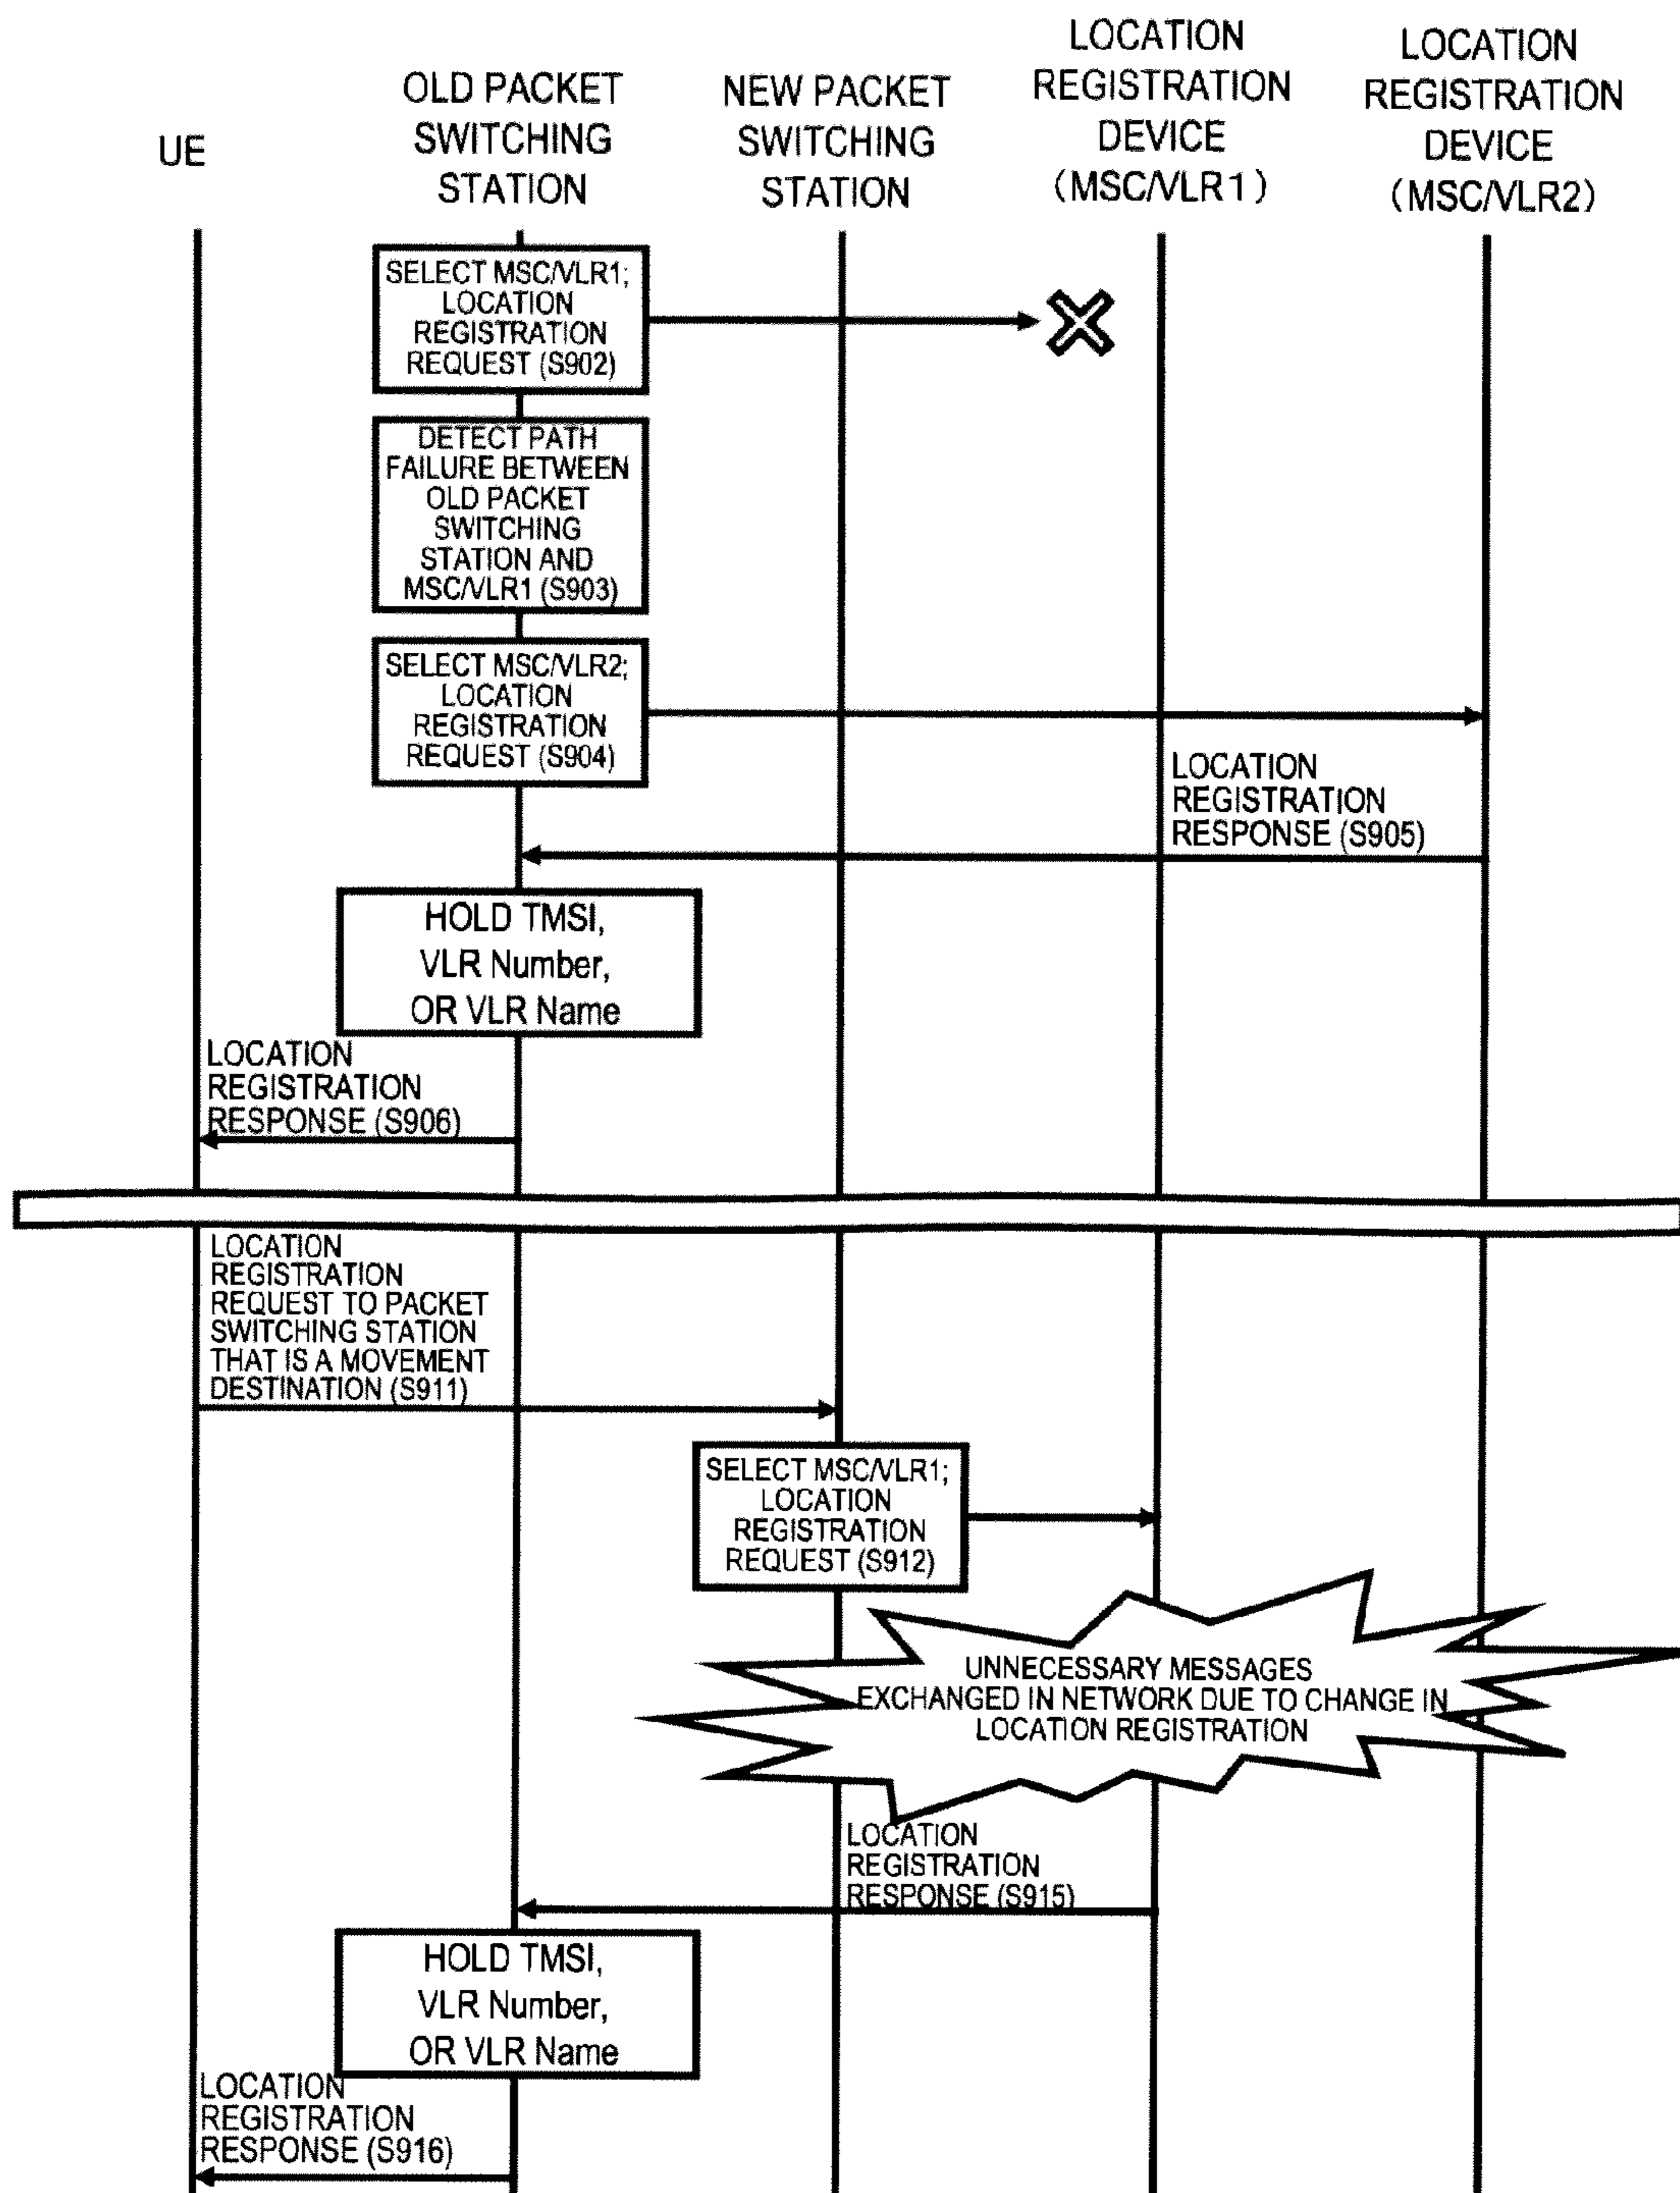 UE
OLD PACKET
SWITCHING
STATION
NEW PACKET
SWITCHING
STATION
LOCATION
REGISTRATION
DEVICE
(MSC/VLR1)
LOCATION
REGISTRATION
DEVICE
(MSC/VLR2)
SELECT MSC/VLR1;
LOCATION
REGISTRATION
REQUEST (S902)
DETECT PATH
FAILURE BETWEEN
OLD PACKET
SWITCHING
STATION AND
MSC/VLR1 (S903)
SELECT MSC/VLR2;
LOCATION
REGISTRATION
REQUEST (S904)
LOCATION
REGISTRATION
RESPONSE (S905)
HOLD TMSI,
VLR Number,
OR VLR Name
LOCATION
REGISTRATION
RESPONSE (S906)
LOCATION
REGISTRATION
REQUEST TO PACKET
SWITCHING STATION
THAT IS A MOVEMENT
DESTINATION (S911)
SELECT MSC/VLR1;
LOCATION
REGISTRATION
REQUEST (S912)
UNNECESSARY MESSAGES
EXCHANGED IN NETWORK DUE TO CHANGE IN
LOCATION REGISTRATION
LOCATION
REGISTRATION
RESPONSE (S915)
HOLD TMSI,
VLR Number,
OR VLR Name
LOCATION
REGISTRATION
RESPONSE (S916)